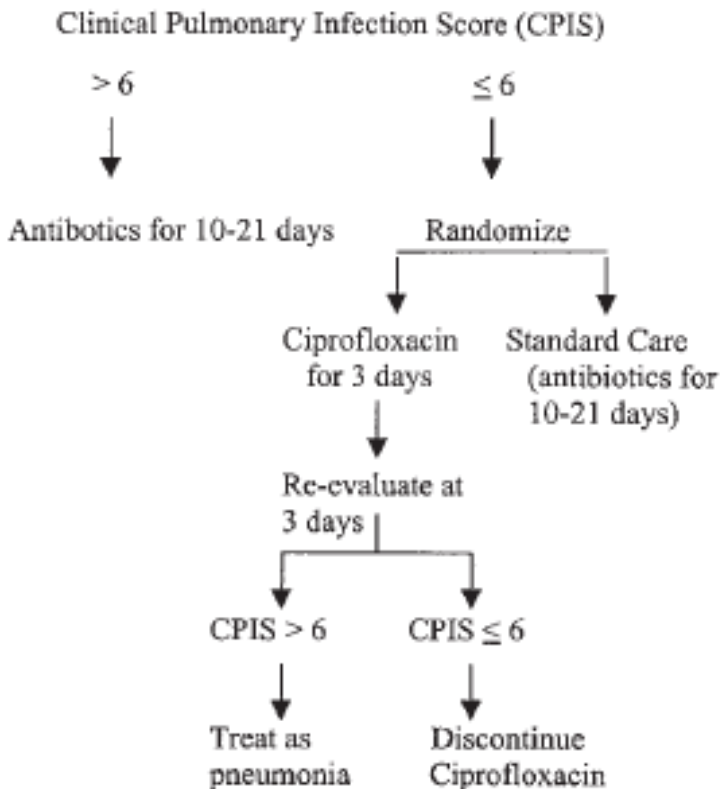 Clinical Pulmonary Infection Score (CPIS)
> 6
≤ 6
Antibotics for 10-21 days
Randomize
Ciprofloxacin
for 3 days
Standard Care
(antibiotics for
10-21 days)
Re-evaluate at
3 days
CPIS > 6
CPIS ≤ 6
Treat as
pneumonia
Discontinue
Ciprofloxacin